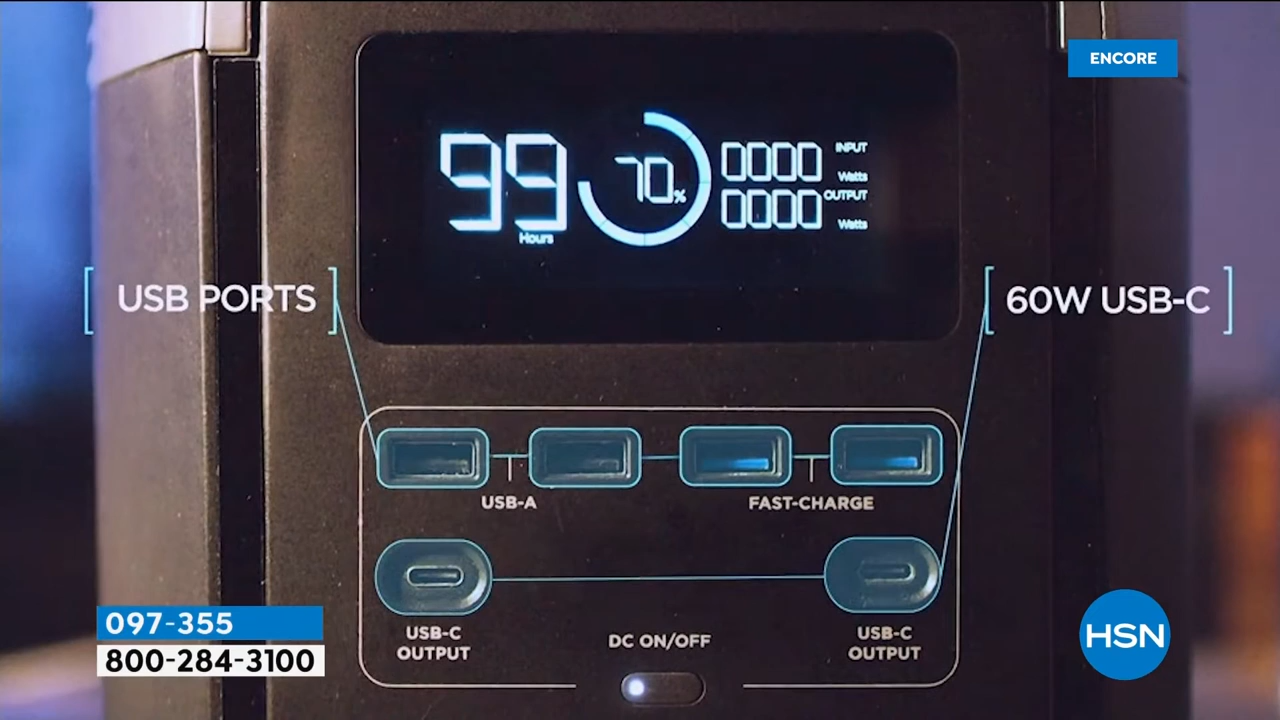 ENCORE
99
Hours
70%
0000
INPUT
Watts
0000
OUTPUT
Watts
USB PORTS
60W USB-C
USB-A
FAST-CHARGE
USB-C
OUTPUT
DC ON/OFF
USB-C
OUTPUT
097-355
800-284-3100
HSN